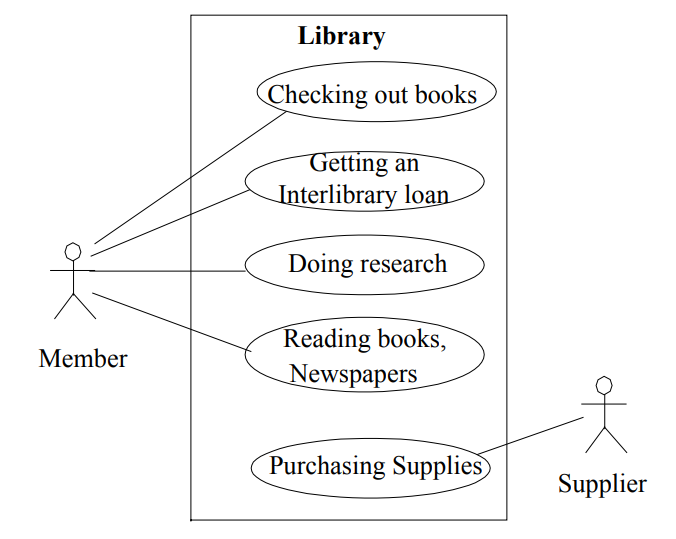 Library
Checking out books
Getting an
Interlibrary loan
Doing research
Reading books,
Newspapers
Member
Purchasing Supplies
Supplier